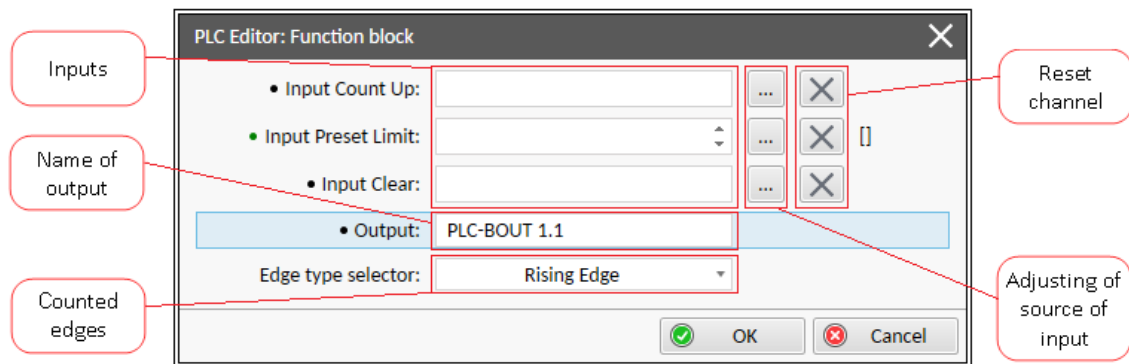 PLC Editor: Function block
Inputs
• Input Count Up:
...
Reset
channel
• Input Preset Limit:
...
[]
Name of
output
• Input Clear:
...
• Output:
PLC-BOUT 1.1
Edge type selector:
Rising Edge
Counted
edges
Adjusting of
source of
input
OK
Cancel